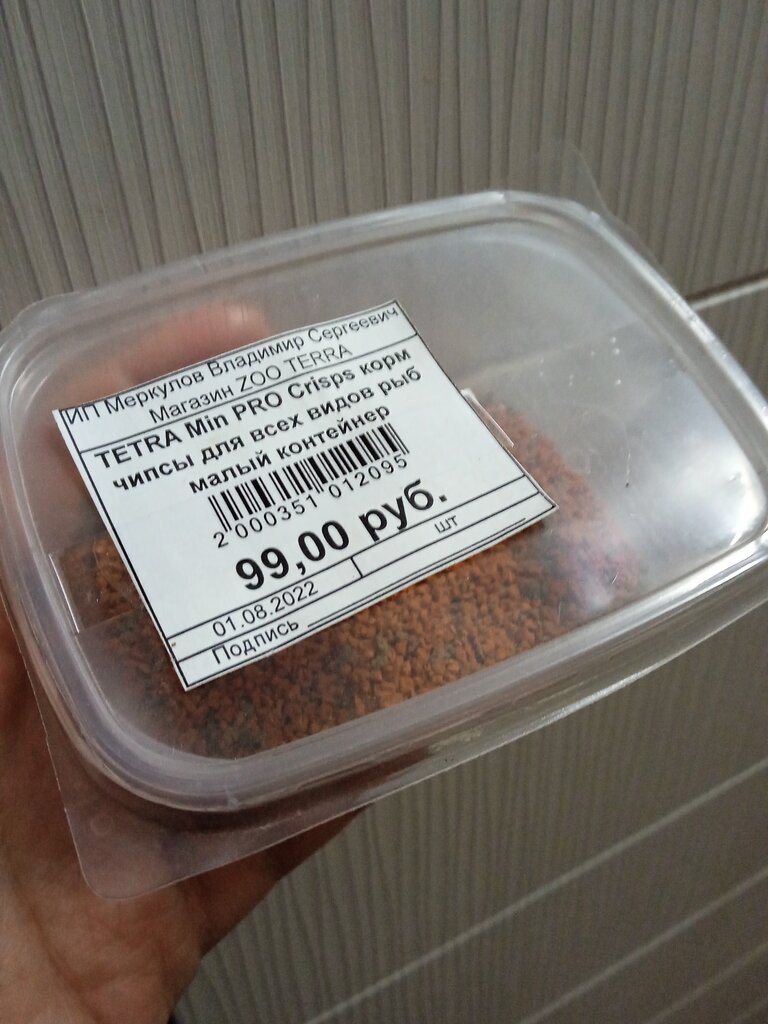 ИП Меркулов Владимир Сергеевич
Магазин ZOO TERRA
TETRA Min PRO Crisps корм
чипсы для всех видов рыб
малый контейнер
2 000351 012095
99,00 руб.
шт
01.08.2022
Подпись